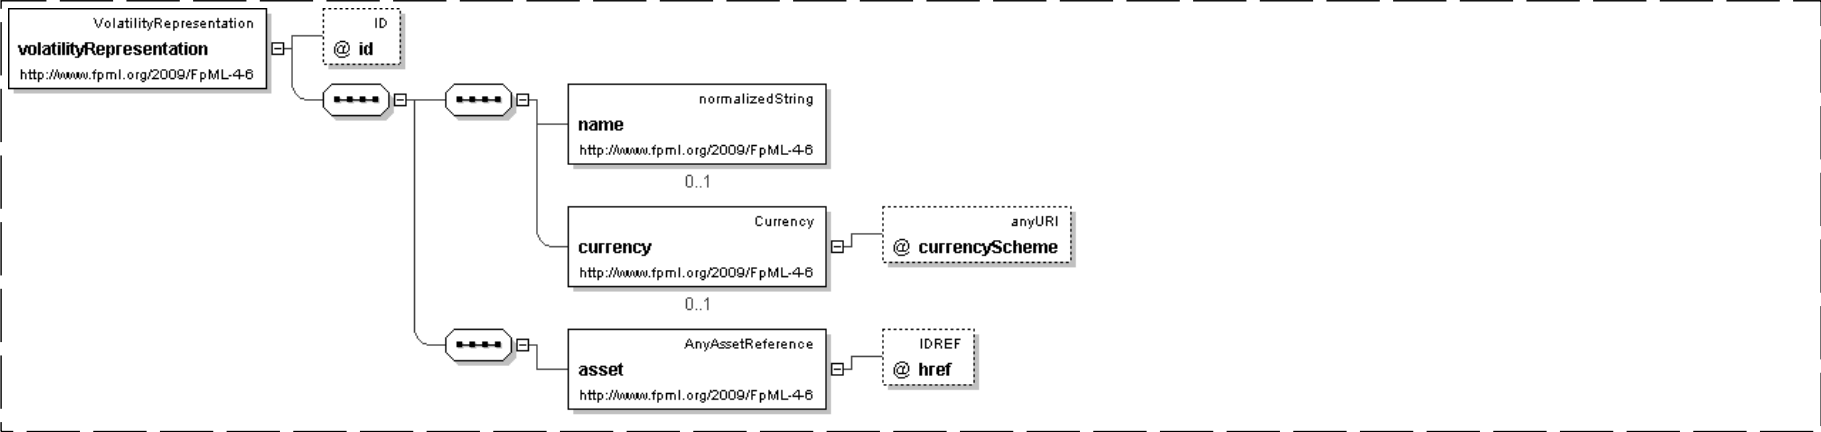 VolatilityRepresentation
volatilityRepresentation
http://www.fpml.org/2009/FpML-4-6
ID
@ id
normalizedString
name
http://www.fpml.org/2009/FpML-4-6
0..1
Currency
currency
http://www.fpml.org/2009/FpML-4-6
0..1
anyURI
@ currencyScheme
AnyAssetReference
asset
http://www.fpml.org/2009/FpML-4-6
IDREF
@ href